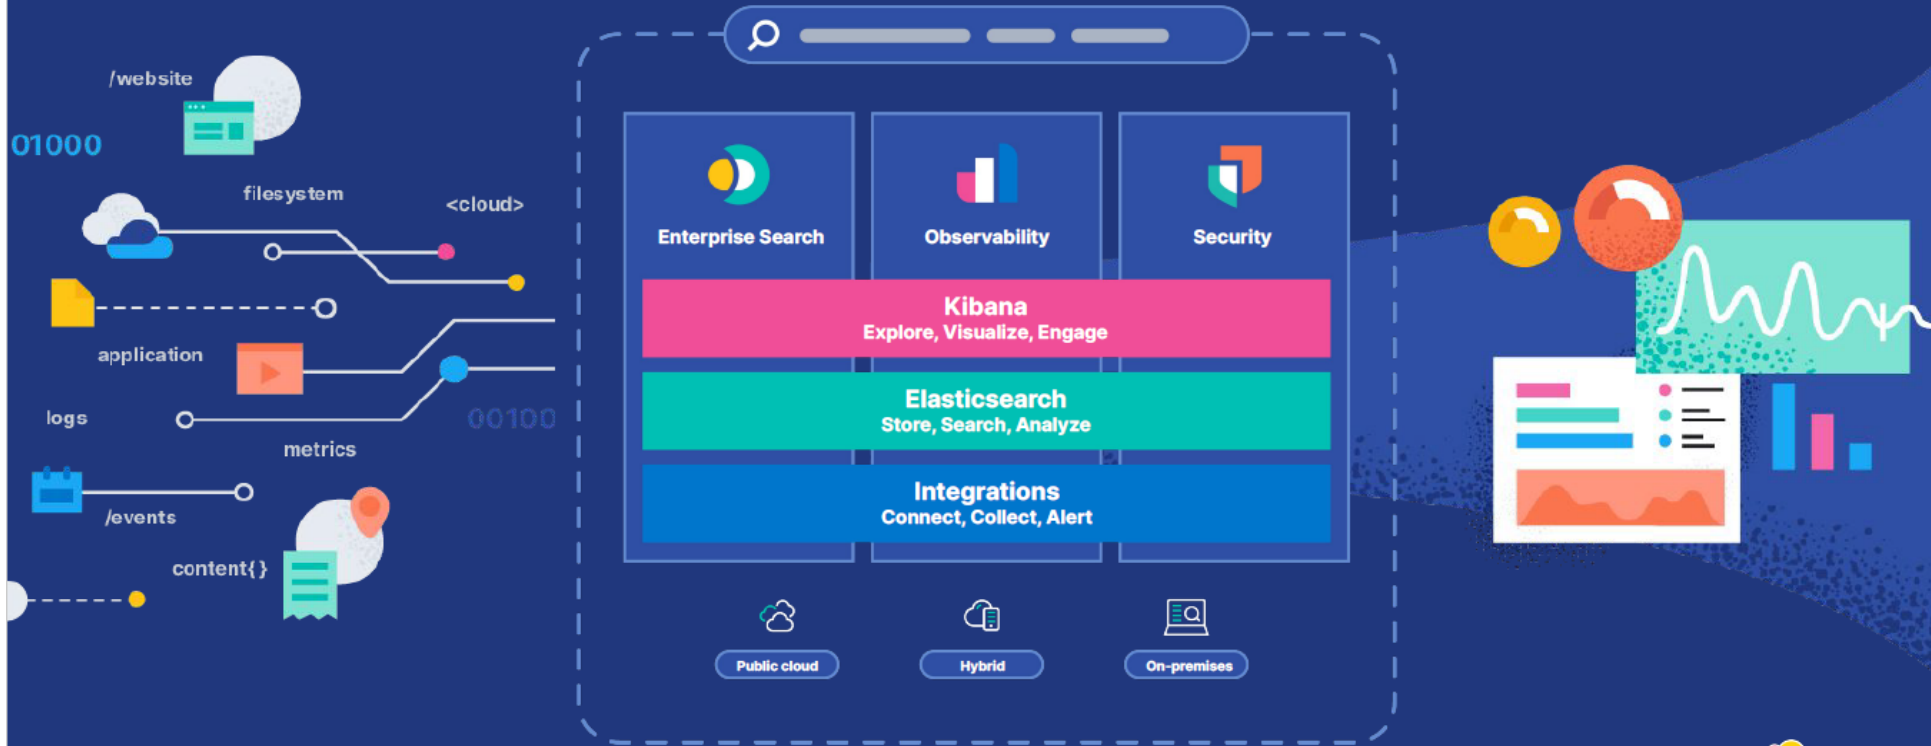 /website
01000
filesystem
<cloud>
application
logs
00100
metrics
/events
content{}
Enterprise Search
Observability
Security
Kibana
Explore, Visualize, Engage
Elasticsearch
Store, Search, Analyze
Integrations
Connect, Collect, Alert
Public cloud
Hybrid
On-premises